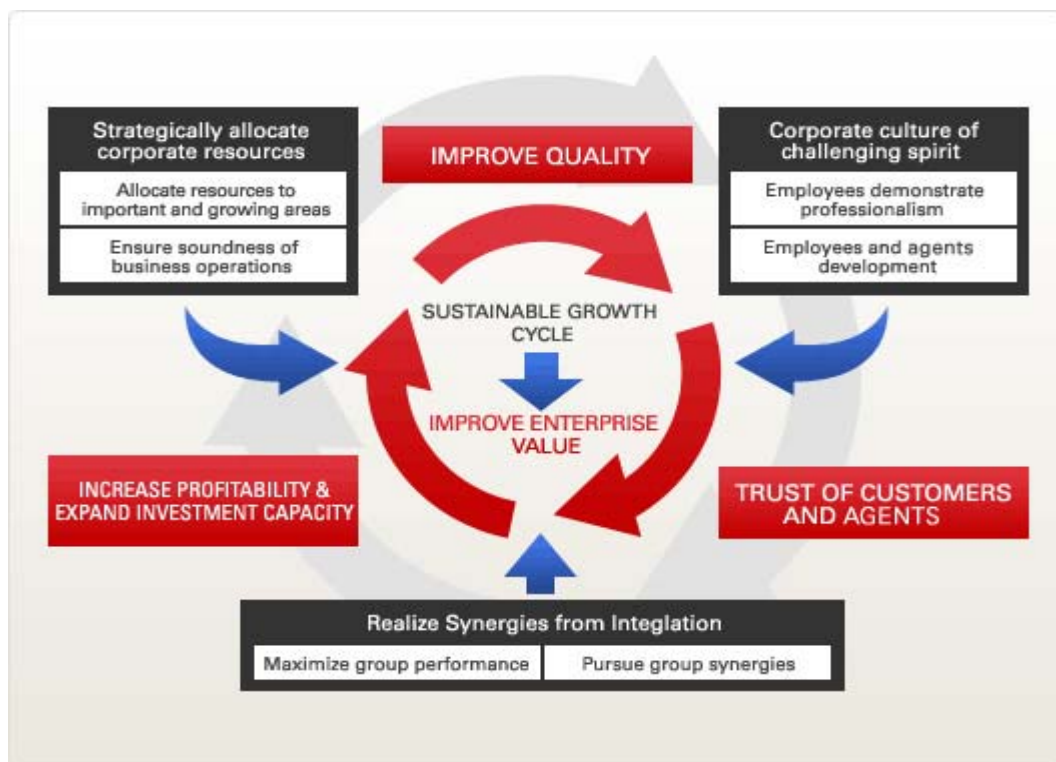 Strategically allocate
corporate resources
Allocate resources to
important and growing areas
Ensure soundness of
business operations
IMPROVE QUALITY
Corporate culture of
challenging spirit
Employees demonstrate
professionalism
Employees and agents
development
SUSTAINABLE GROWTH
CYCLE
IMPROVE ENTERPRISE
VALUE
INCREASE PROFITABILITY &
EXPAND INVESTMENT CAPACITY
TRUST OF CUSTOMERS
AND AGENTS
Realize Synergies from Integlation
Maximize group performance
Pursue group synergies